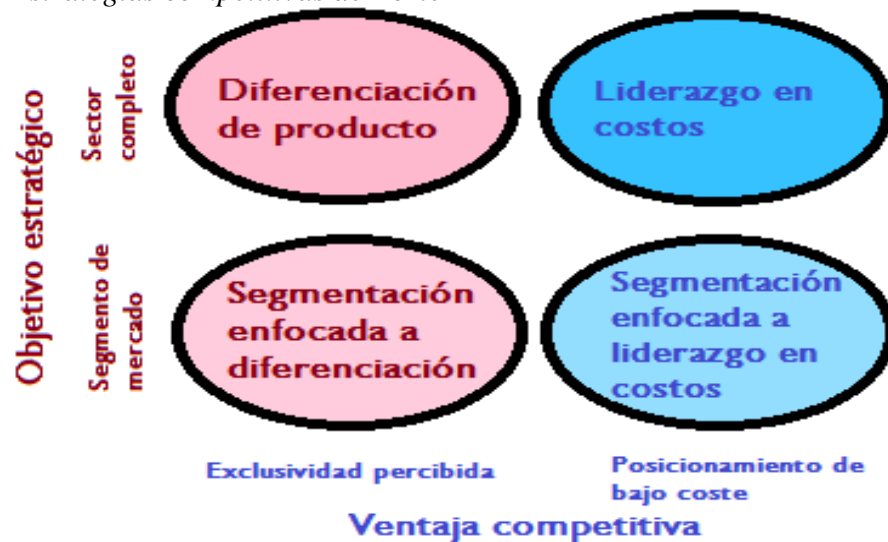 Sector
completo
Diferenciación
de producto
Liderazgo en
costos
Objetivo estratégico
Segmento de
mercado
Segmentación
enfocada a
diferenciación
Segmentación
enfocada a
liderazgo en
costos
Exclusividad percibida
Posicionamiento de
bajo coste
Ventaja competitiva